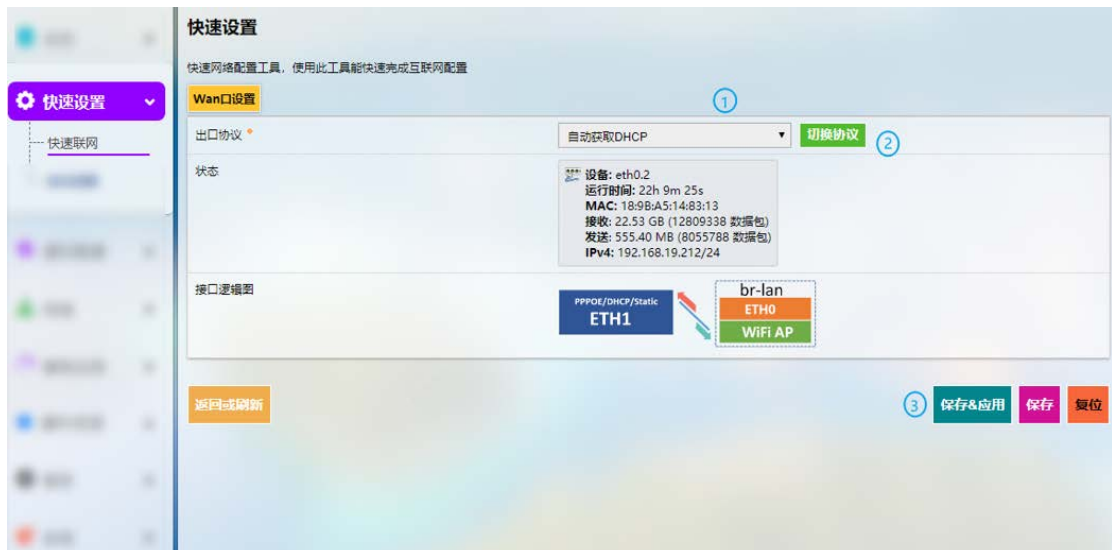 快速设置
快速网络配置工具，使用此工具能快速完成互联网配置
快速设置
快速联网
Wan口设置
①
出口协议 *
自动获取DHCP
切换协议
②
状态
设备: eth0.2
运行时间: 22h 9m 25s
MAC: 18:9B:A5:14:83:13
接收: 22.53 GB (12809338 数据包)
发送: 555.40 MB (8055788 数据包)
IPv4: 192.168.19.212/24
接口逻辑图
PPPOE/DHCP/Static
ETH1
br-lan
ETH0
WiFi AP
返回或刷新
③
保存&应用
保存
复位